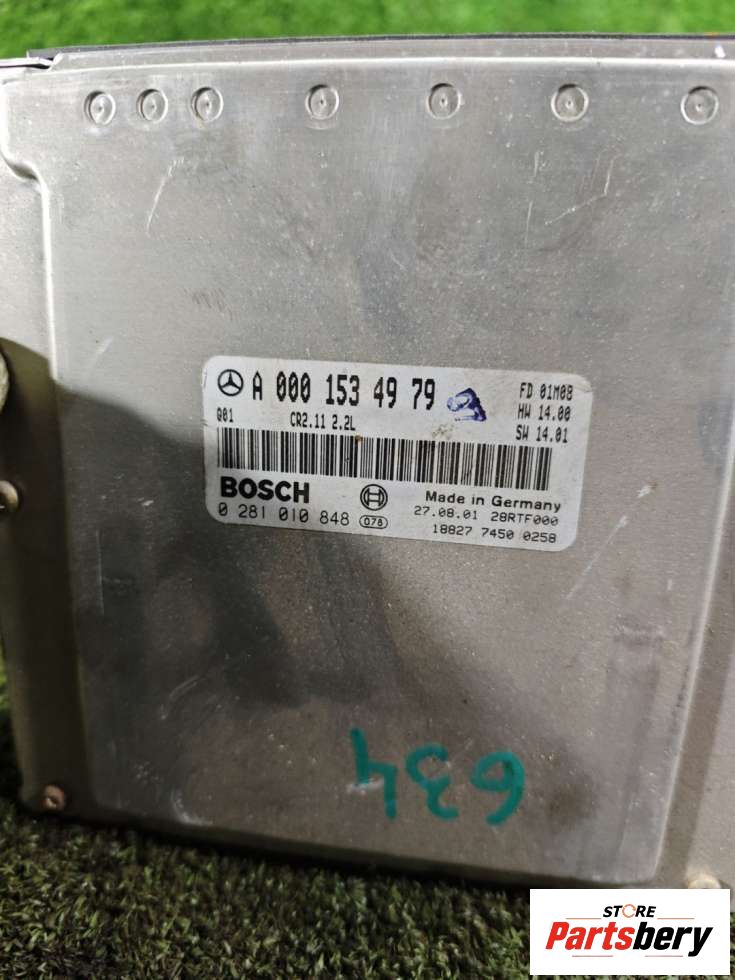 A 000 153 49 79
FD 01M08
Q01 CR2.11 2.2L
HW 14.00
SW 14.01
BOSCH
Made in Germany
0 281 010 848 078
27.08.01 28RTF000
18827 7450 0258
634
STORE
Partsbery